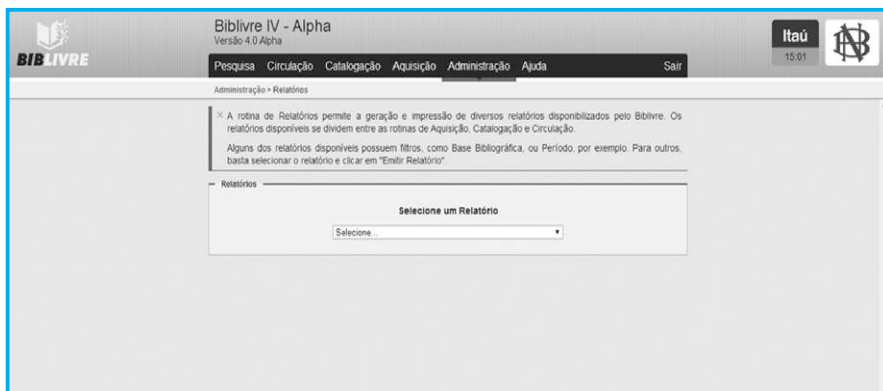 BIBLIVRE
Biblivre IV - Alpha
Versão 4.0 Alpha
Itaú
15:01
Pesquisa Circulação Catalogação Aquisição Administração Ajuda Sair
Administração > Relatórios
× A rotina de Relatórios permite a geração e impressão de diversos relatórios disponibilizados pelo Biblivre. Os
relatórios disponíveis se dividem entre as rotinas de Aquisição, Catalogação e Circulação.
Alguns dos relatórios disponíveis possuem filtros, como Base Bibliográfica, ou Período, por exemplo. Para outros,
basta selecionar o relatório e clicar em "Emitir Relatório".
Relatórios
Selecione um Relatório
Selecione...